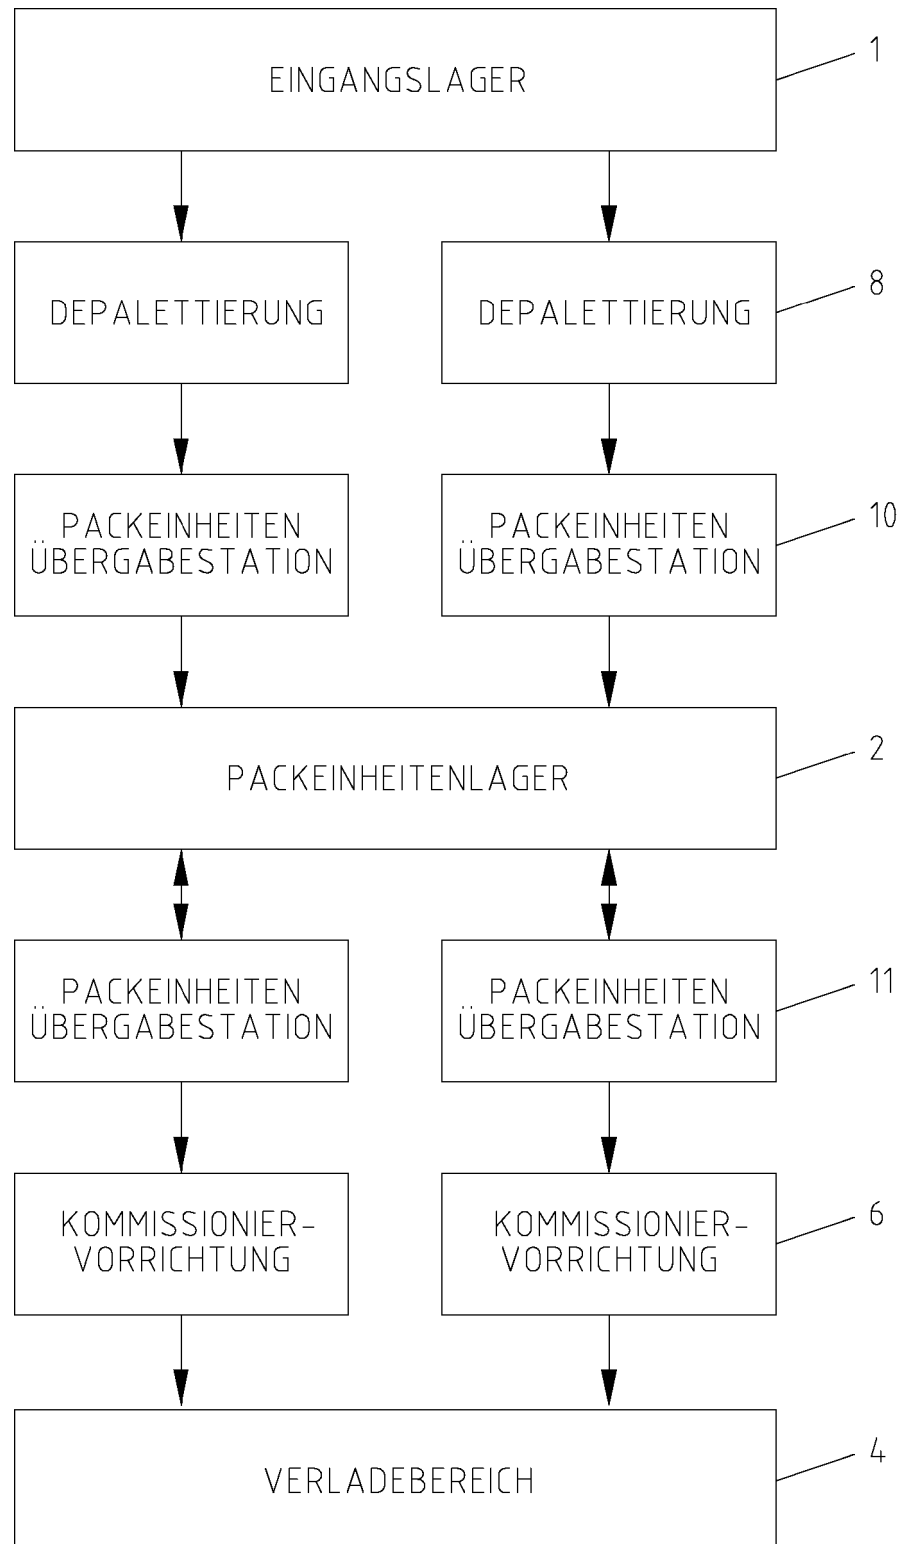 EINGANGSLAGER
1
DEPALETTIERUNG
DEPALETTIERUNG
8
PACKEINHEITEN
ÜBERGABESTATION
PACKEINHEITEN
ÜBERGABESTATION
10
PACKEINHEITENLAGER
2
PACKEINHEITEN
ÜBERGABESTATION
PACKEINHEITEN
ÜBERGABESTATION
11
KOMMISSIONIER-
VORRICHTUNG
KOMMISSIONIER-
VORRICHTUNG
6
VERLADEBEREICH
4